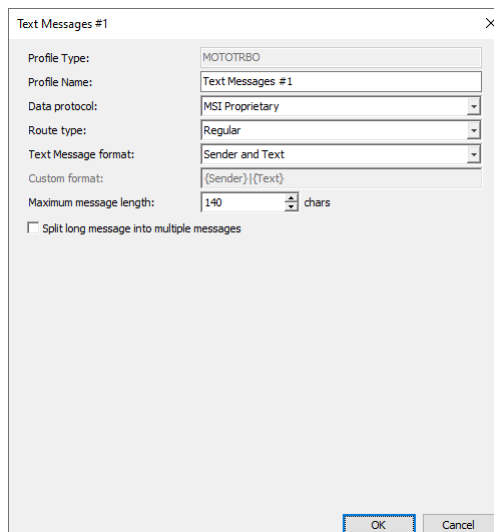 Text Messages #1
Profile Type: MOTOTRBO
Profile Name: Text Messages #1
Data protocol: MSI Proprietary
Route type: Regular
Text Message format: Sender and Text
Custom format: {Sender}|{Text}
Maximum message length: 140 chars
Split long message into multiple messages
OK Cancel